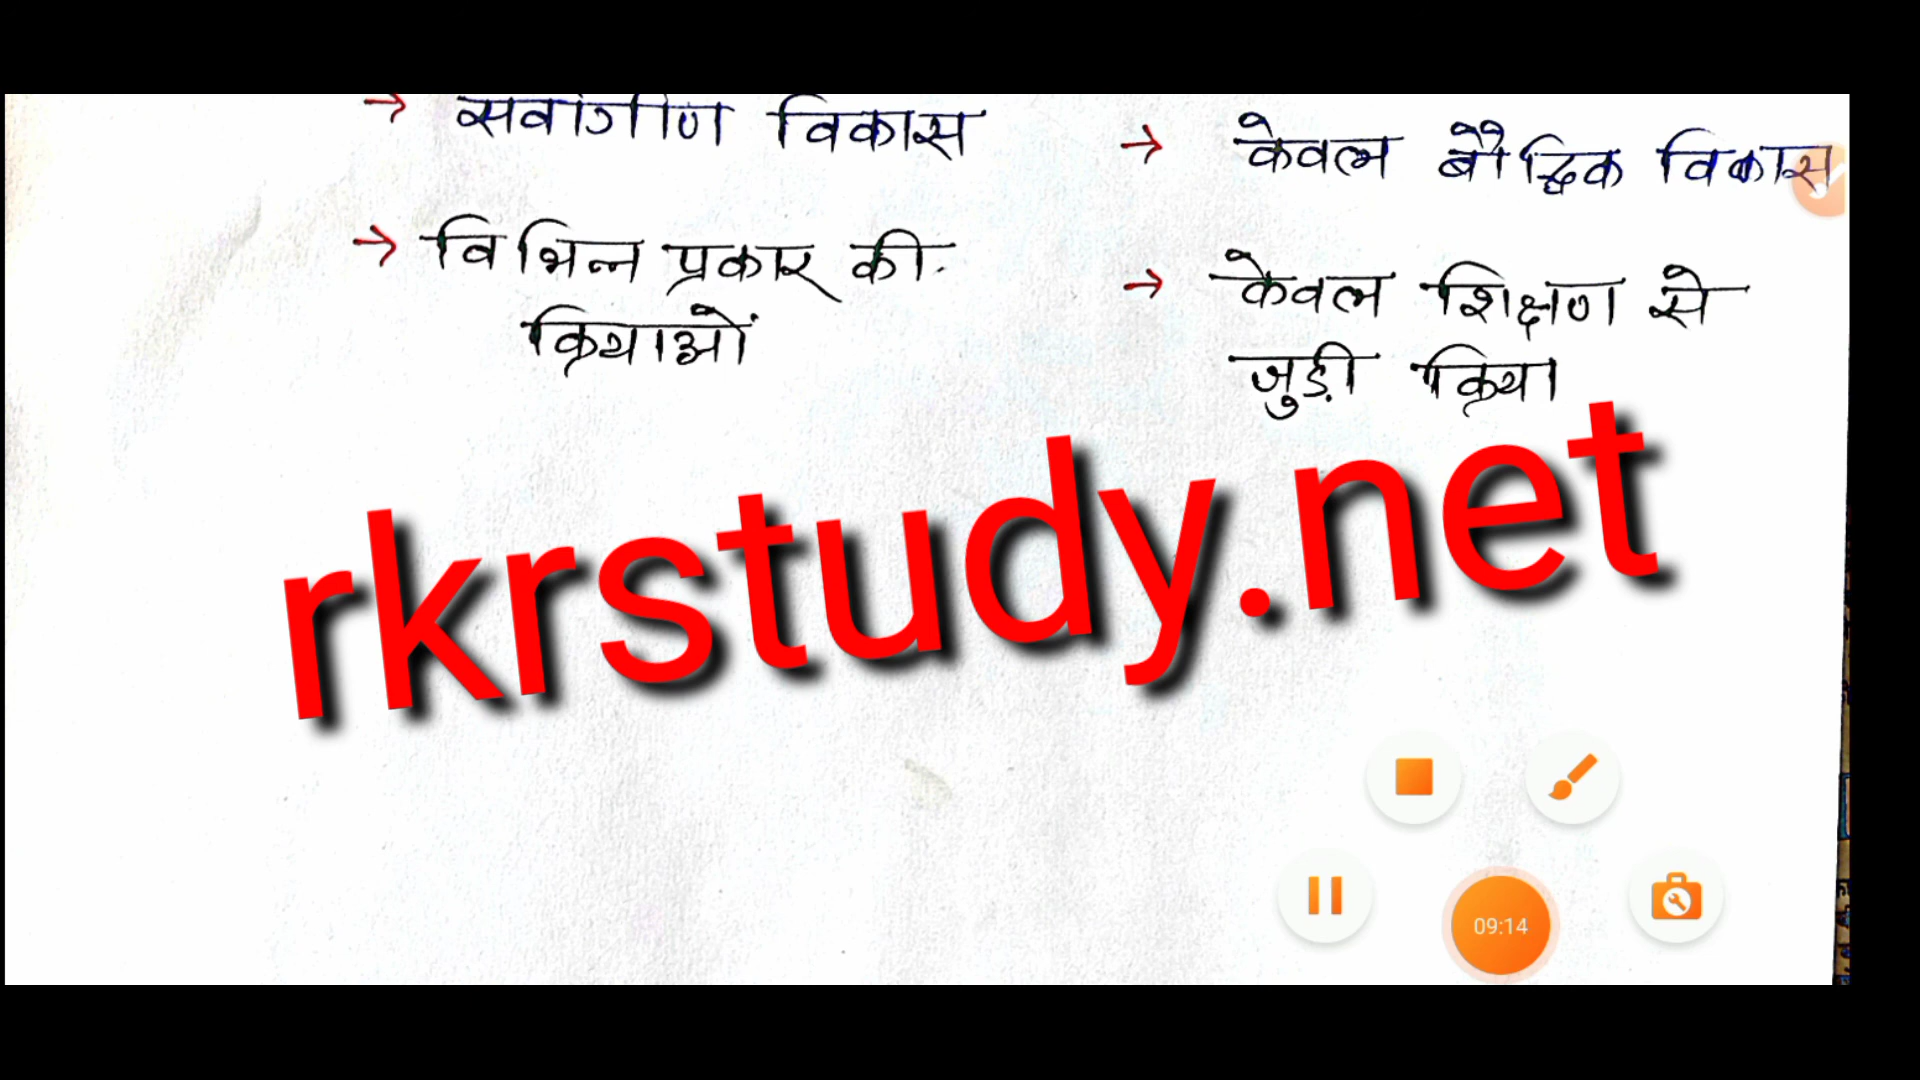 → सर्वांगीण विकास
→ केवल बौद्धिक विकास
→ विभिन्न प्रकार की
क्रियाओं
→ केवल शिक्षण से
जुड़ी क्रिया
rkrstudy.net
09:14